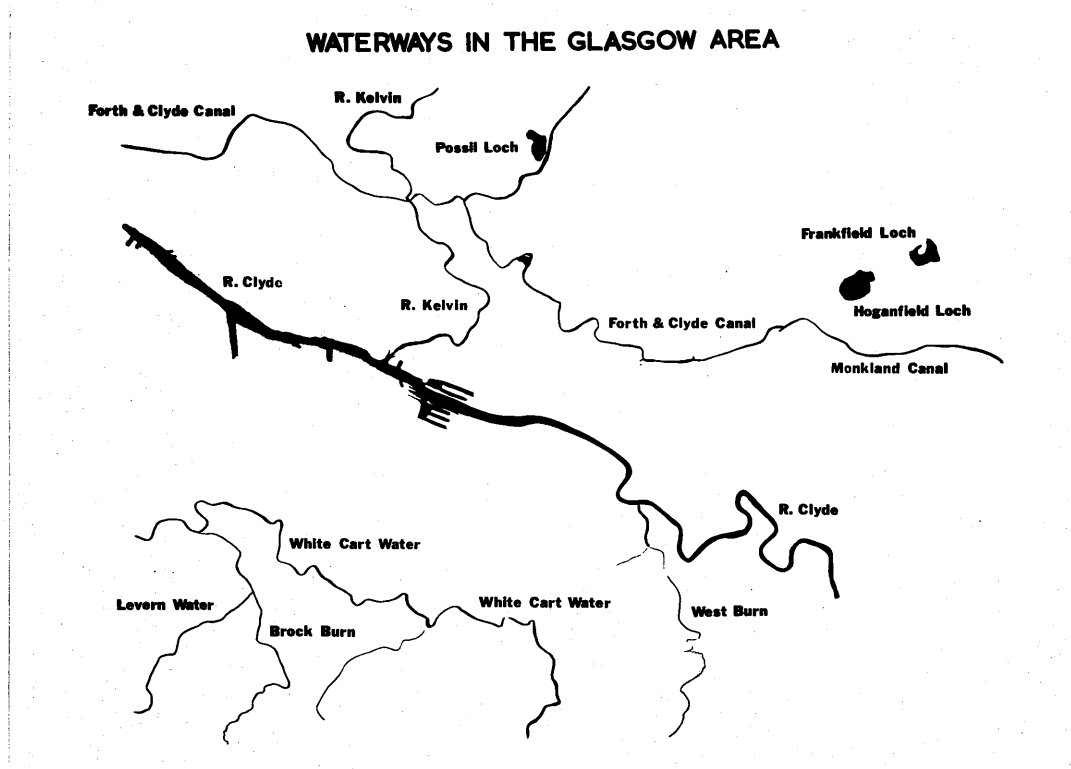 WATERWAYS IN THE GLASGOW AREA
R. Kelvin
Forth & Clyde Canal
Possil Loch
Frankfield Loch
R. Clyde
R. Kelvin
Hoganfield Loch
Forth & Clyde Canal
Monkland Canal
R. Clyde
White Cart Water
Levern Water
White Cart Water
West Burn
Brock Burn